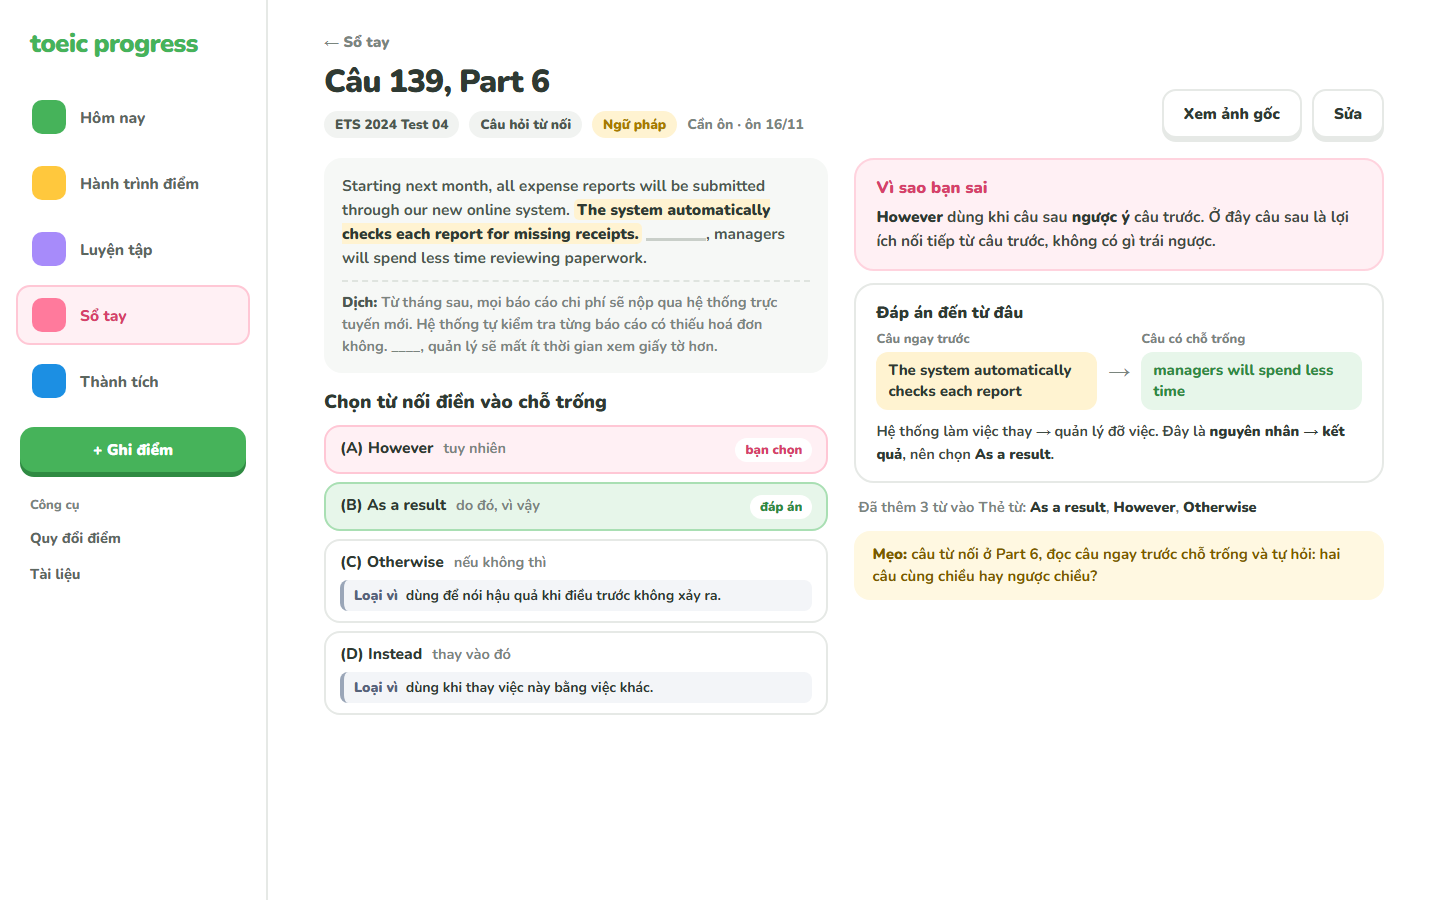 toeic progress
Hôm nay
Hành trình điểm
Luyện tập
Sổ tay
Thành tích
+ Ghi điểm
Công cụ
Quy đổi điểm
Tài liệu
← Sổ tay
Câu 139, Part 6
ETS 2024 Test 04
Câu hỏi từ nối
Ngữ pháp
Cần ôn · ôn 16/11
Xem ảnh gốc
Sửa
Starting next month, all expense reports will be submitted
through our new online system. The system automatically
checks each report for missing receipts. ________, managers
will spend less time reviewing paperwork.
Dịch: Từ tháng sau, mọi báo cáo chi phí sẽ nộp qua hệ thống trực
tuyến mới. Hệ thống tự kiểm tra từng báo cáo có thiếu hoá đơn
không. ____, quản lý sẽ mất ít thời gian xem giấy tờ hơn.
Chọn từ nối điền vào chỗ trống
(A) However tuy nhiên
bạn chọn
(B) As a result do đó, vì vậy
đáp án
(C) Otherwise nếu không thì
Loại vì dùng để nói hậu quả khi điều trước không xảy ra.
(D) Instead thay vào đó
Loại vì dùng khi thay việc này bằng việc khác.
Vì sao bạn sai
However dùng khi câu sau ngược ý câu trước. Ở đây câu sau là lợi
ích nối tiếp từ câu trước, không có gì trái ngược.
Đáp án đến từ đâu
Câu ngay trước
The system automatically
checks each report
→
Câu có chỗ trống
managers will spend less
time
Hệ thống làm việc thay → quản lý đỡ việc. Đây là nguyên nhân → kết
quả, nên chọn As a result.
Đã thêm 3 từ vào Thẻ từ: As a result, However, Otherwise
Mẹo: câu từ nối ở Part 6, đọc câu ngay trước chỗ trống và tự hỏi: hai
câu cùng chiều hay ngược chiều?